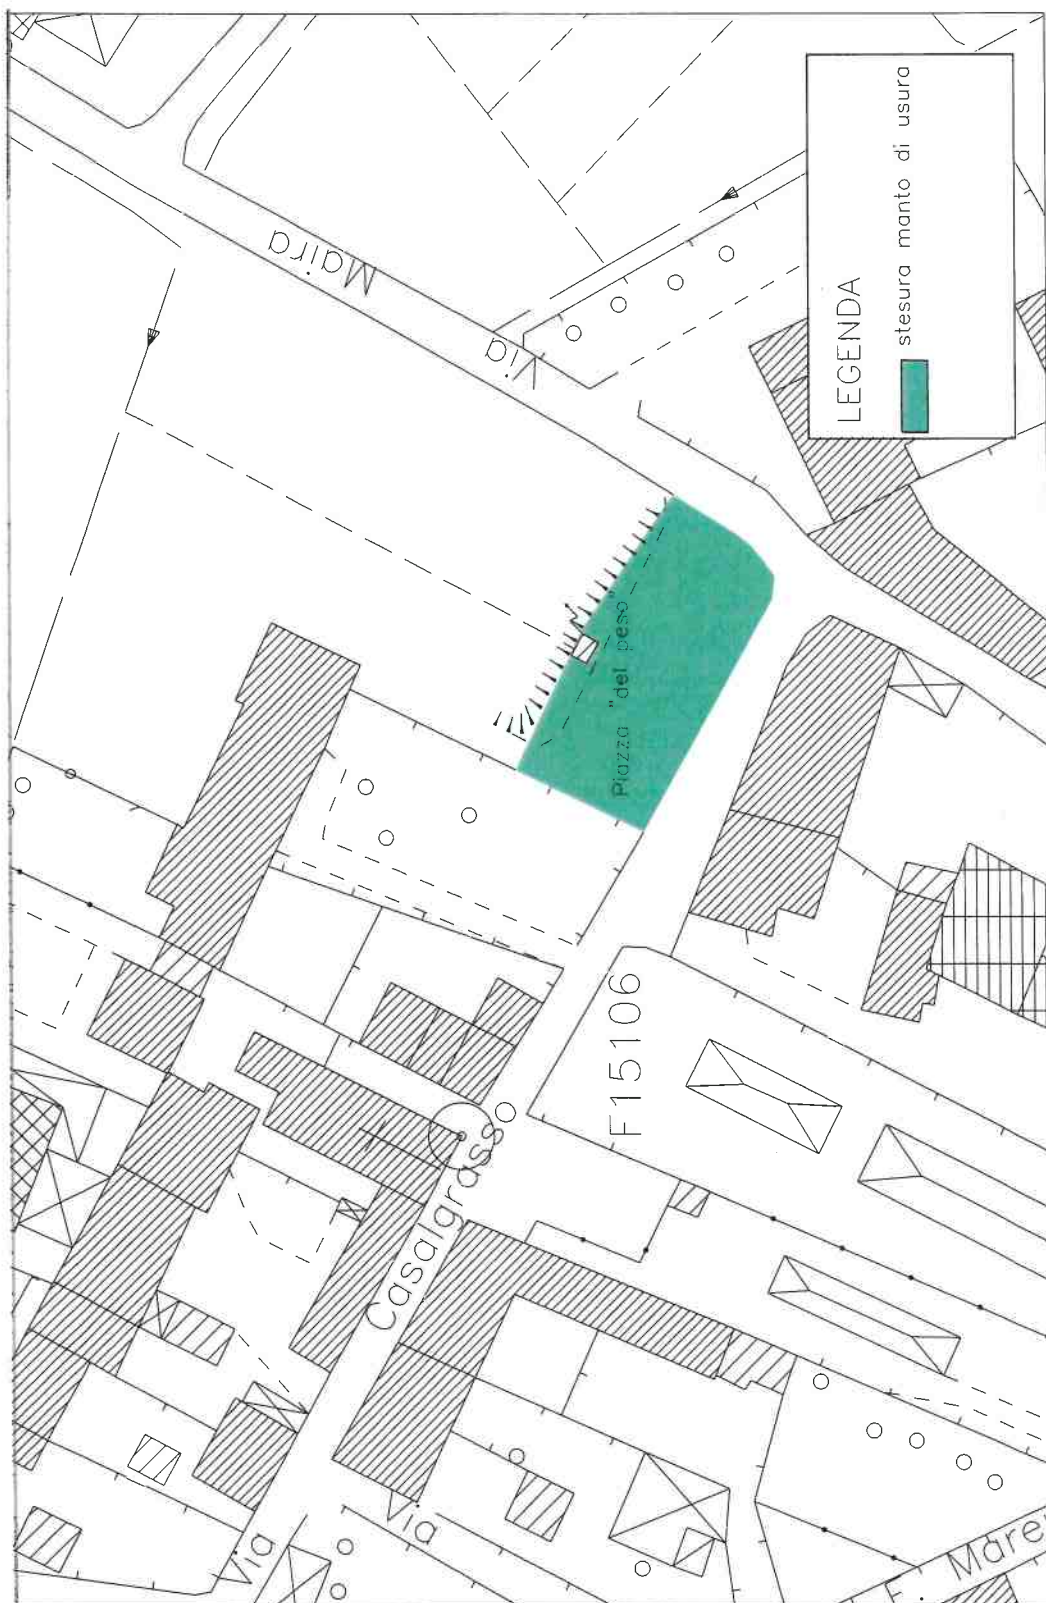 Via Maira
LEGENDA
stesura manto di usura
Piazza "del peso"
F15106
Via Casalgrasso
Via
F. Mare